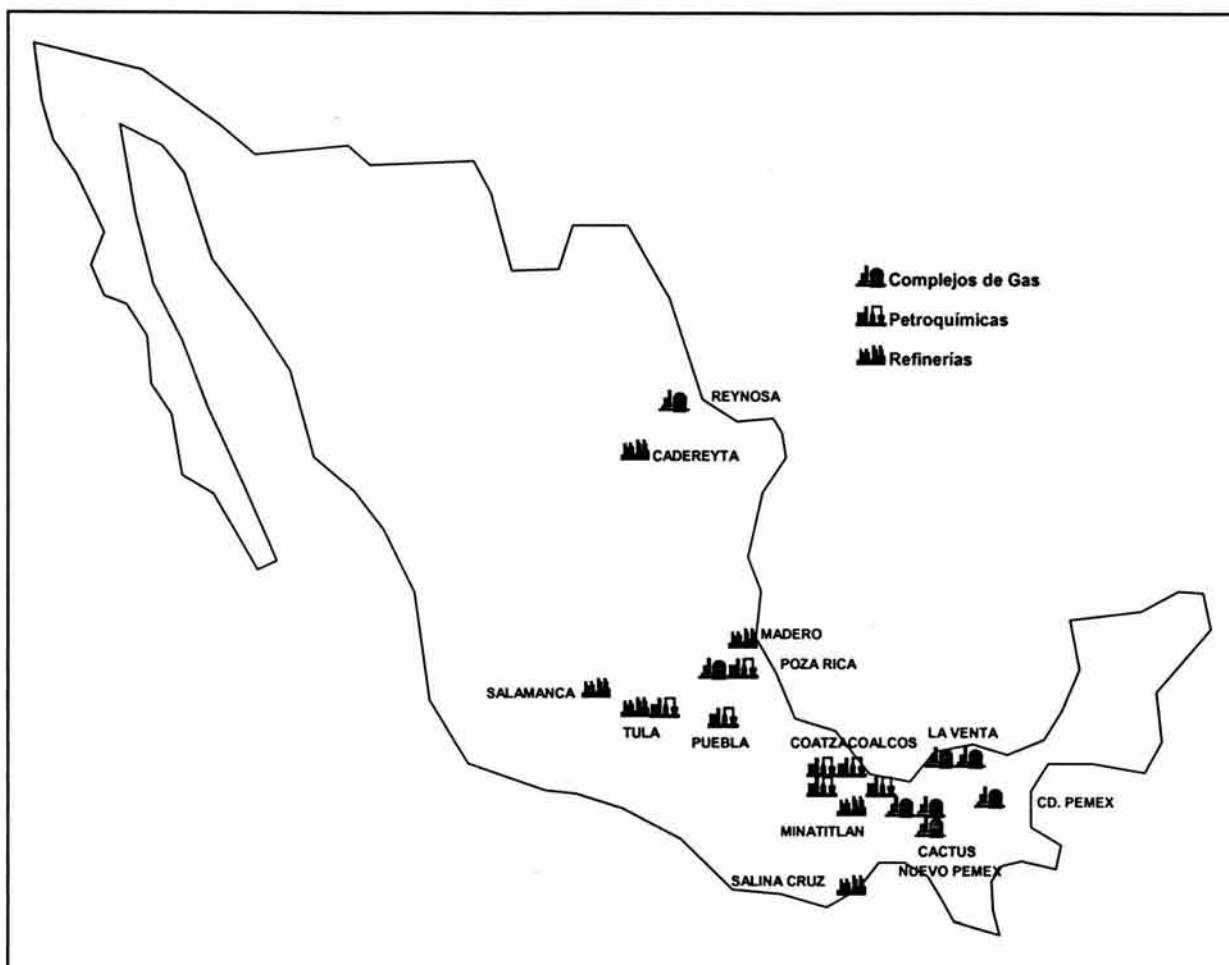 Complejos de Gas
Petroquímicas
Refinerías
REYNOSA
CADEREYTA
MADERO
POZA RICA
SALAMANCA
TULA
PUEBLA
COATZACOALCOS
LA VENTA
CD. PEMEX
MINATITLAN
CACTUS
NUEVO PEMEX
SALINA CRUZ